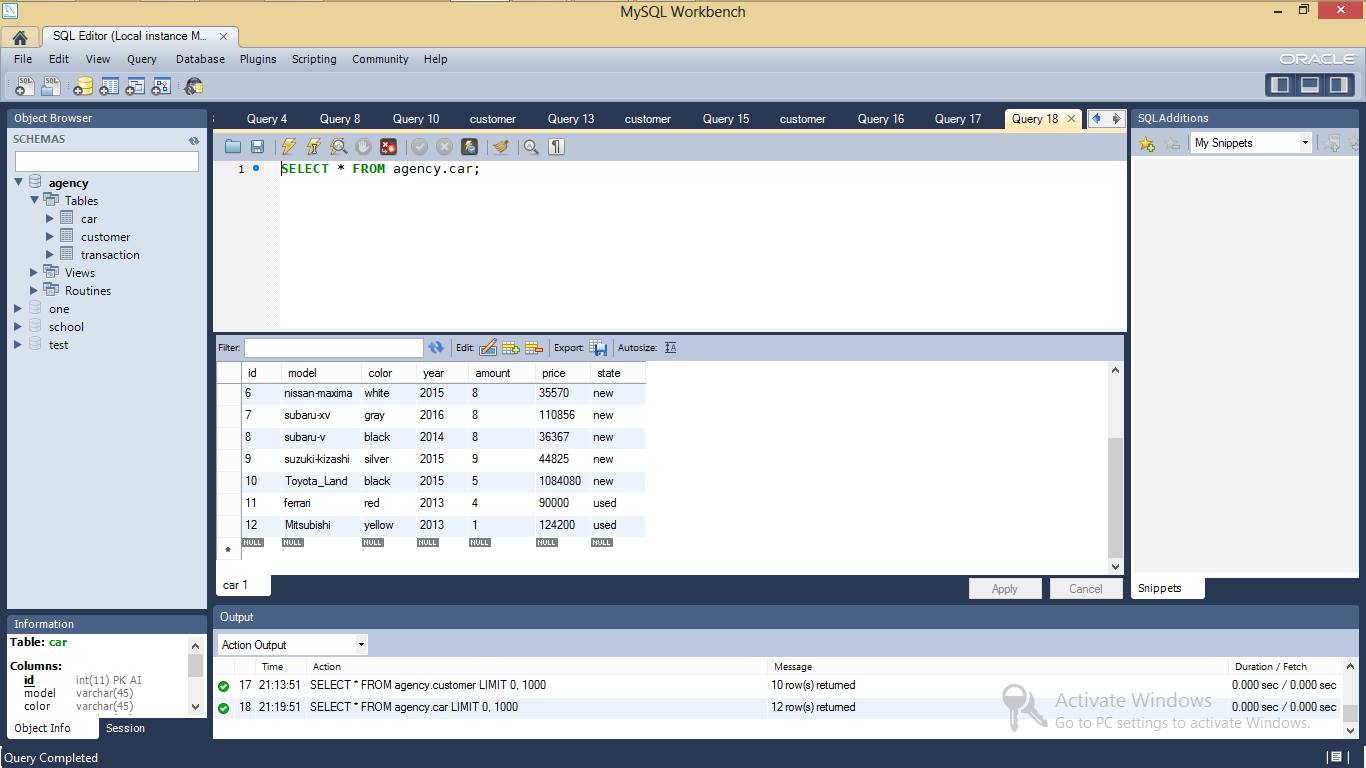 MySQL Workbench
SQL Editor (Local instance M...
File Edit View Query Database Plugins Scripting Community Help
ORACLE
Object Browser
SCHEMAS
agency
Tables
car
customer
transaction
Views
Routines
one
school
test
Query 4 Query 8 Query 10 customer Query 13 customer Query 15 customer Query 16 Query 17 Query 18
1 SELECT * FROM agency.car;
Filter: Edit: Export: Autosize:
id model color year amount price state
6 nissan-maxima white 2015 8 35570 new
7 subaru-xv gray 2016 8 110856 new
8 subaru-v black 2014 8 36367 new
9 suzuki-kizashi silver 2015 9 44825 new
10 Toyota_Land black 2015 5 1084080 new
11 ferrari red 2013 4 90000 used
12 Mitsubishi yellow 2013 1 124200 used
* NULL NULL NULL NULL NULL NULL NULL
car 1
Apply Cancel
SQLAdditions
My Snippets
Snippets
Information
Table: car
Columns:
id int(11) PK AI
model varchar(45)
color varchar(45)
Object Info Session
Output
Action Output
Time Action Message Duration / Fetch
17 21:13:51 SELECT * FROM agency.customer LIMIT 0, 1000 10 row(s) returned 0.000 sec / 0.000 sec
18 21:19:51 SELECT * FROM agency.car LIMIT 0, 1000 12 row(s) returned 0.000 sec / 0.000 sec
Activate Windows
Go to PC settings to activate Windows.
Query Completed